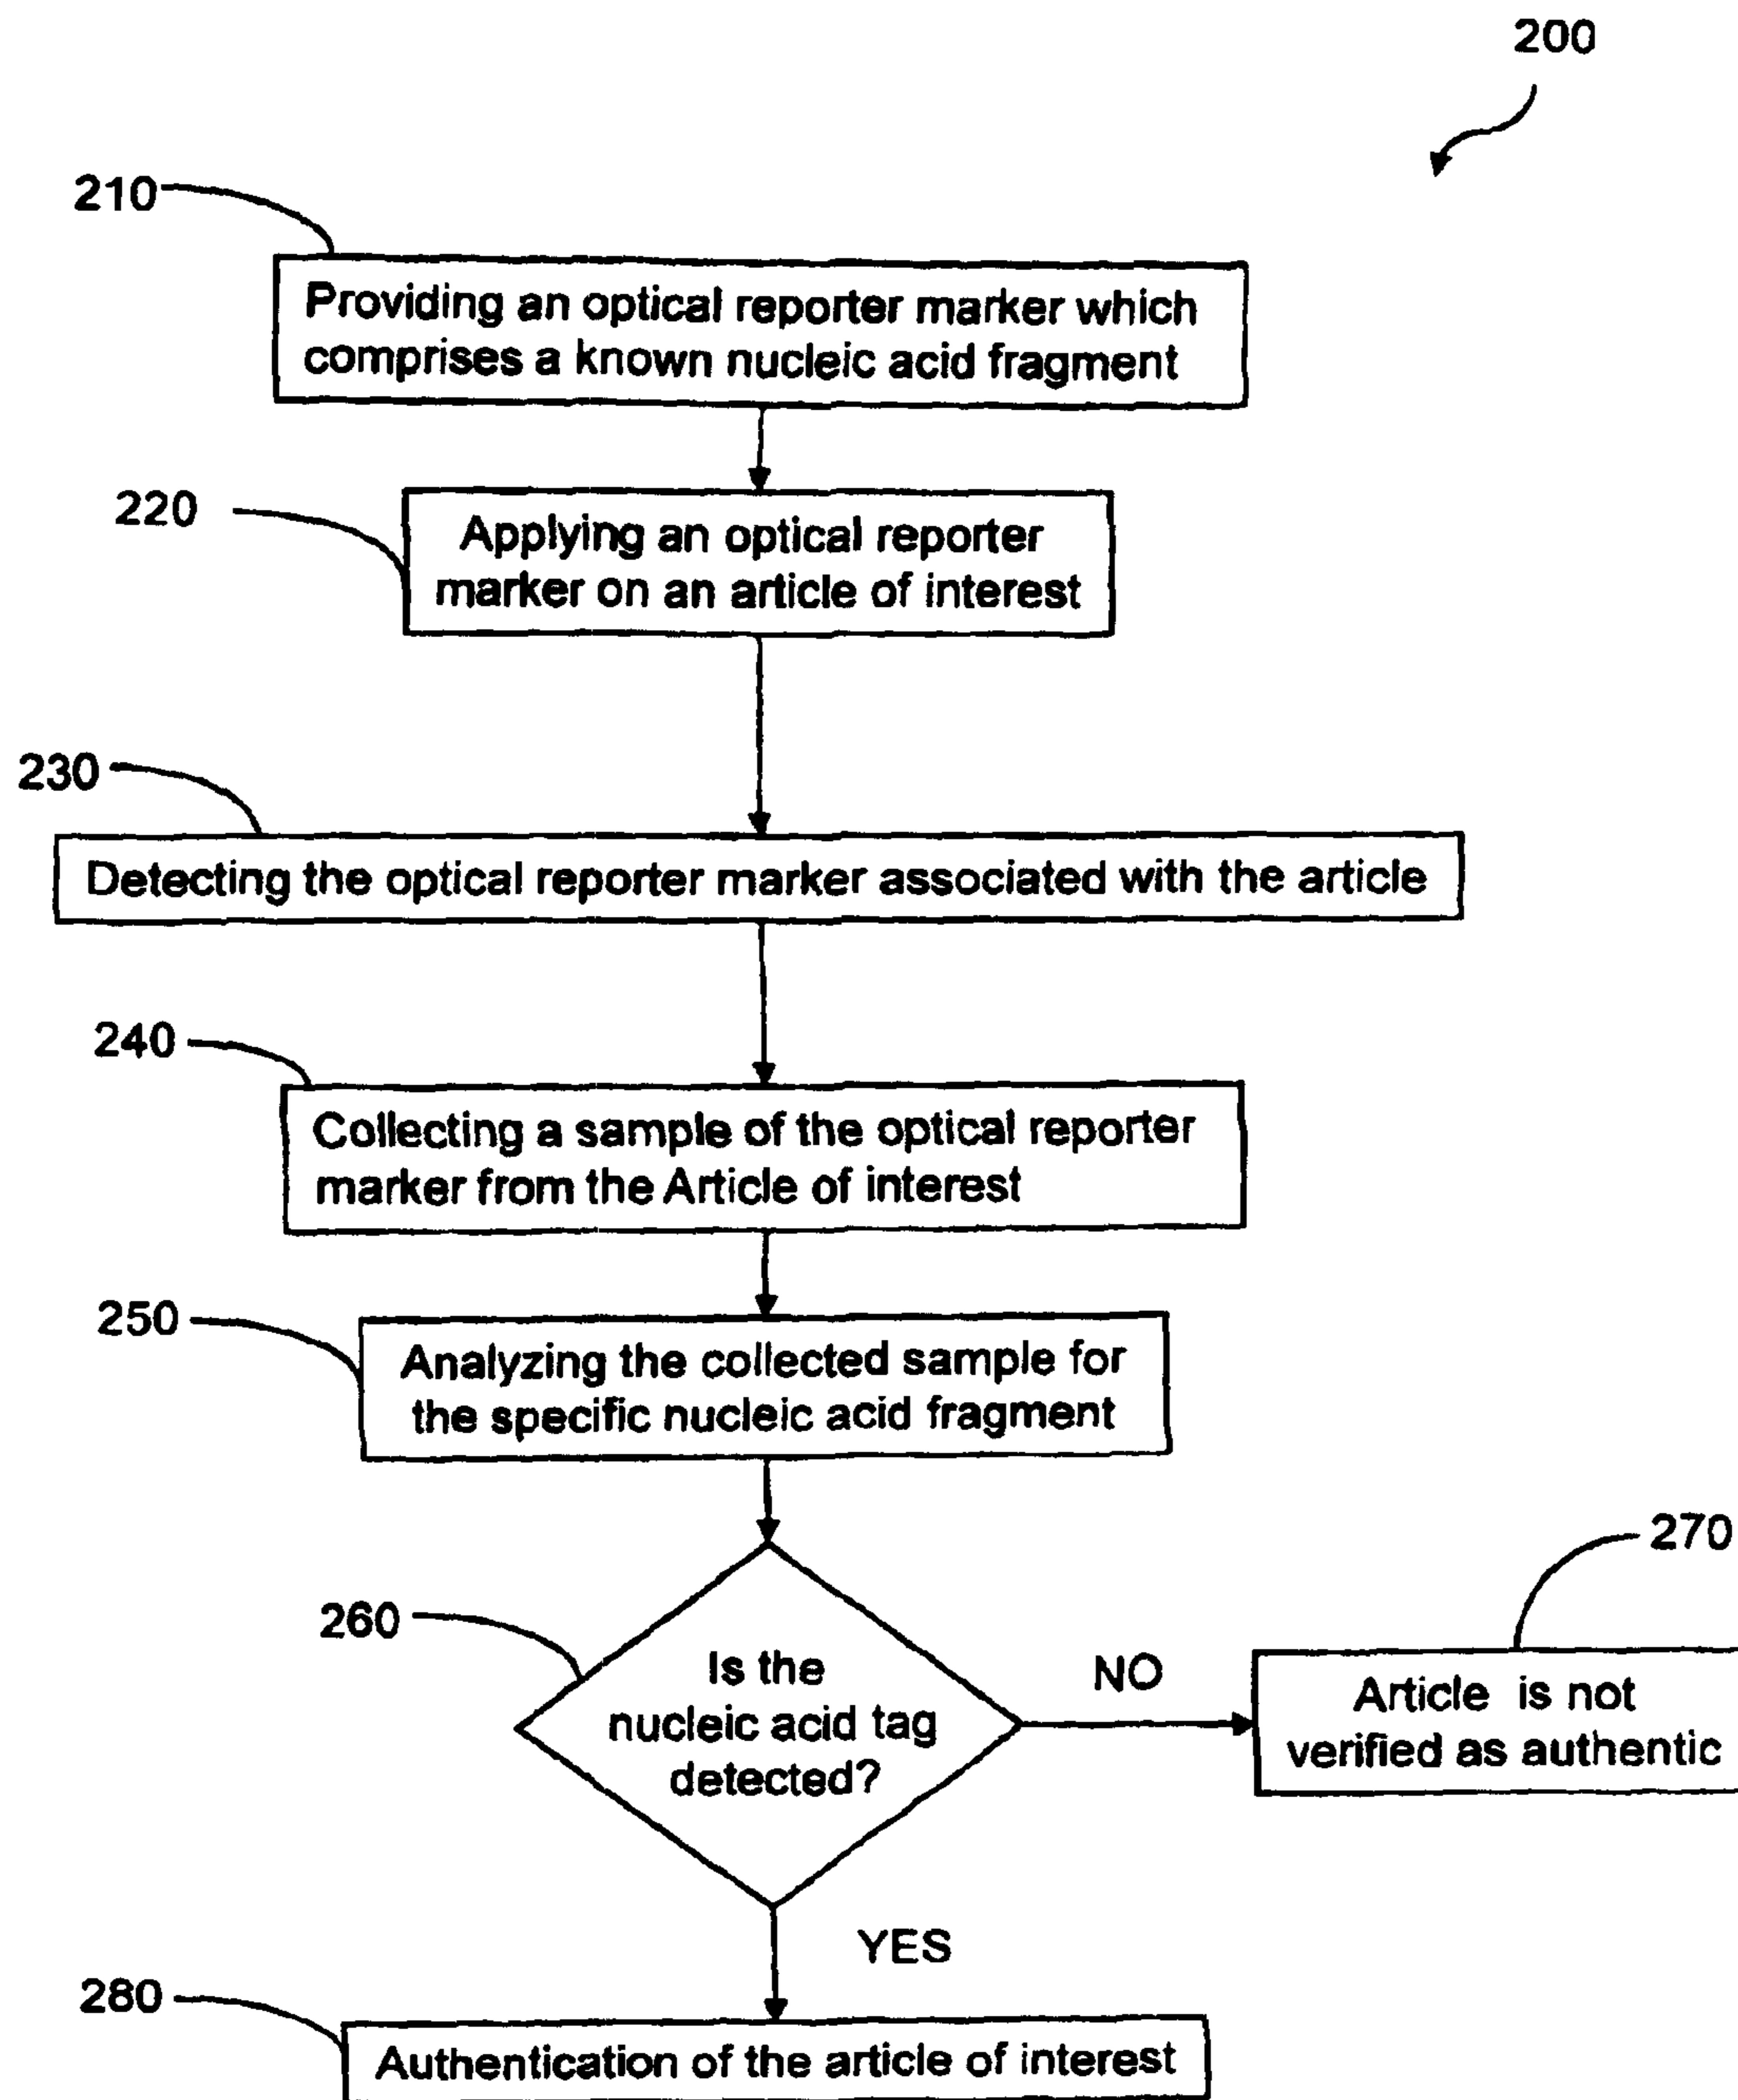 200
210
Providing an optical reporter marker which
comprises a known nucleic acid fragment
220
Applying an optical reporter
marker on an article of interest
230
Detecting the optical reporter marker associated with the article
240
Collecting a sample of the optical reporter
marker from the Article of interest
250
Analyzing the collected sample for
the specific nucleic acid fragment
260
Is the
nucleic acid tag
detected?
NO
270
Article is not
verified as authentic
YES
280
Authentication of the article of interest